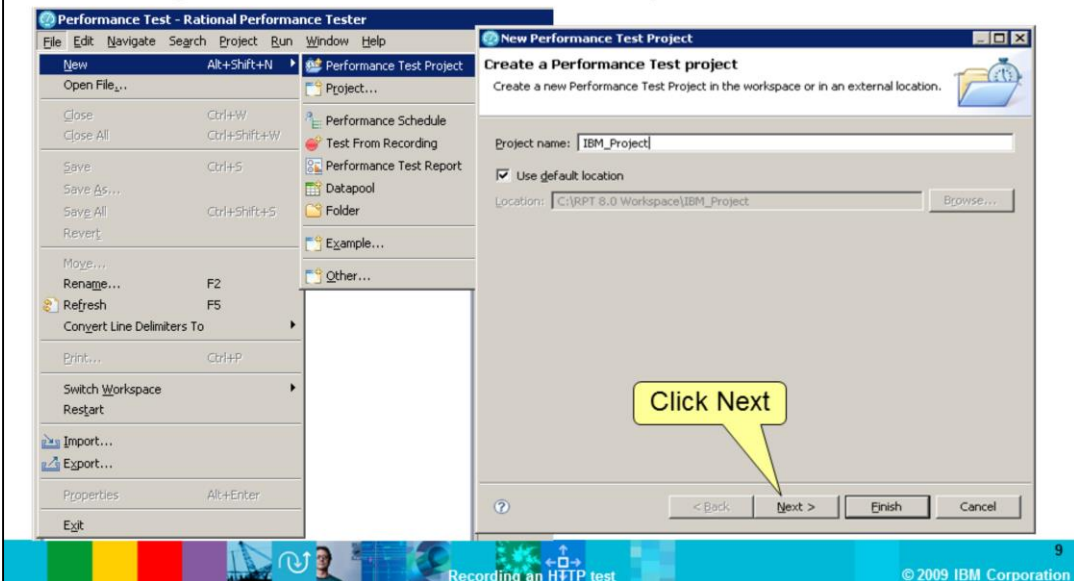 Performance Test - Rational Performance Tester
File Edit Navigate Search Project Run Window Help
New Alt+Shift+N
Open File...
Close Ctrl+W
Close All Ctrl+Shift+W
Save Ctrl+S
Save As...
Save All Ctrl+Shift+S
Revert
Move...
Rename... F2
Refresh F5
Convert Line Delimiters To
Print... Ctrl+P
Switch Workspace
Restart
Import...
Export...
Properties Alt+Enter
Exit
Performance Test Project
Project...
Performance Schedule
Test From Recording
Performance Test Report
Datapool
Folder
Example...
Other...
New Performance Test Project
Create a Performance Test project
Create a new Performance Test Project in the workspace or in an external location.
Project name: IBM_Project
Use default location
Location: C:\RPT 8.0 Workspace\IBM_Project Browse...
Click Next
< Back Next > Finish Cancel
9
Recording an HTTP test © 2009 IBM Corporation